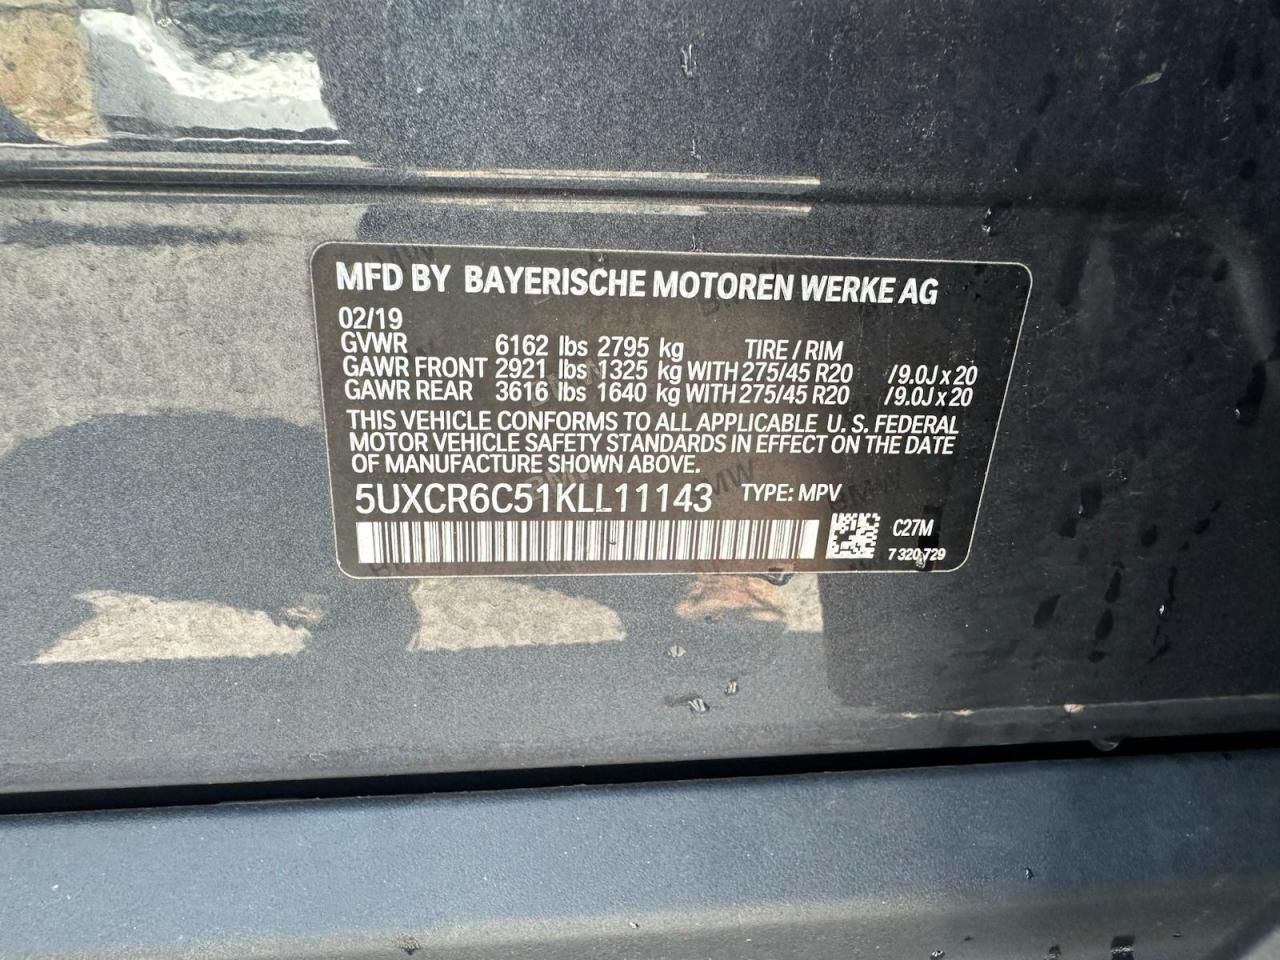 MFD BY BAYERISCHE MOTOREN WERKE AG
02/19
GVWR 6162 lbs 2795 kg TIRE / RIM
GAWR FRONT 2921 lbs 1325 kg WITH 275/45 R20 /9.0J x 20
GAWR REAR 3616 lbs 1640 kg WITH 275/45 R20 /9.0J x 20
THIS VEHICLE CONFORMS TO ALL APPLICABLE U. S. FEDERAL
MOTOR VEHICLE SAFETY STANDARDS IN EFFECT ON THE DATE
OF MANUFACTURE SHOWN ABOVE.
5UXCR6C51KLL11143 TYPE: MPV
C27M
7 320 729